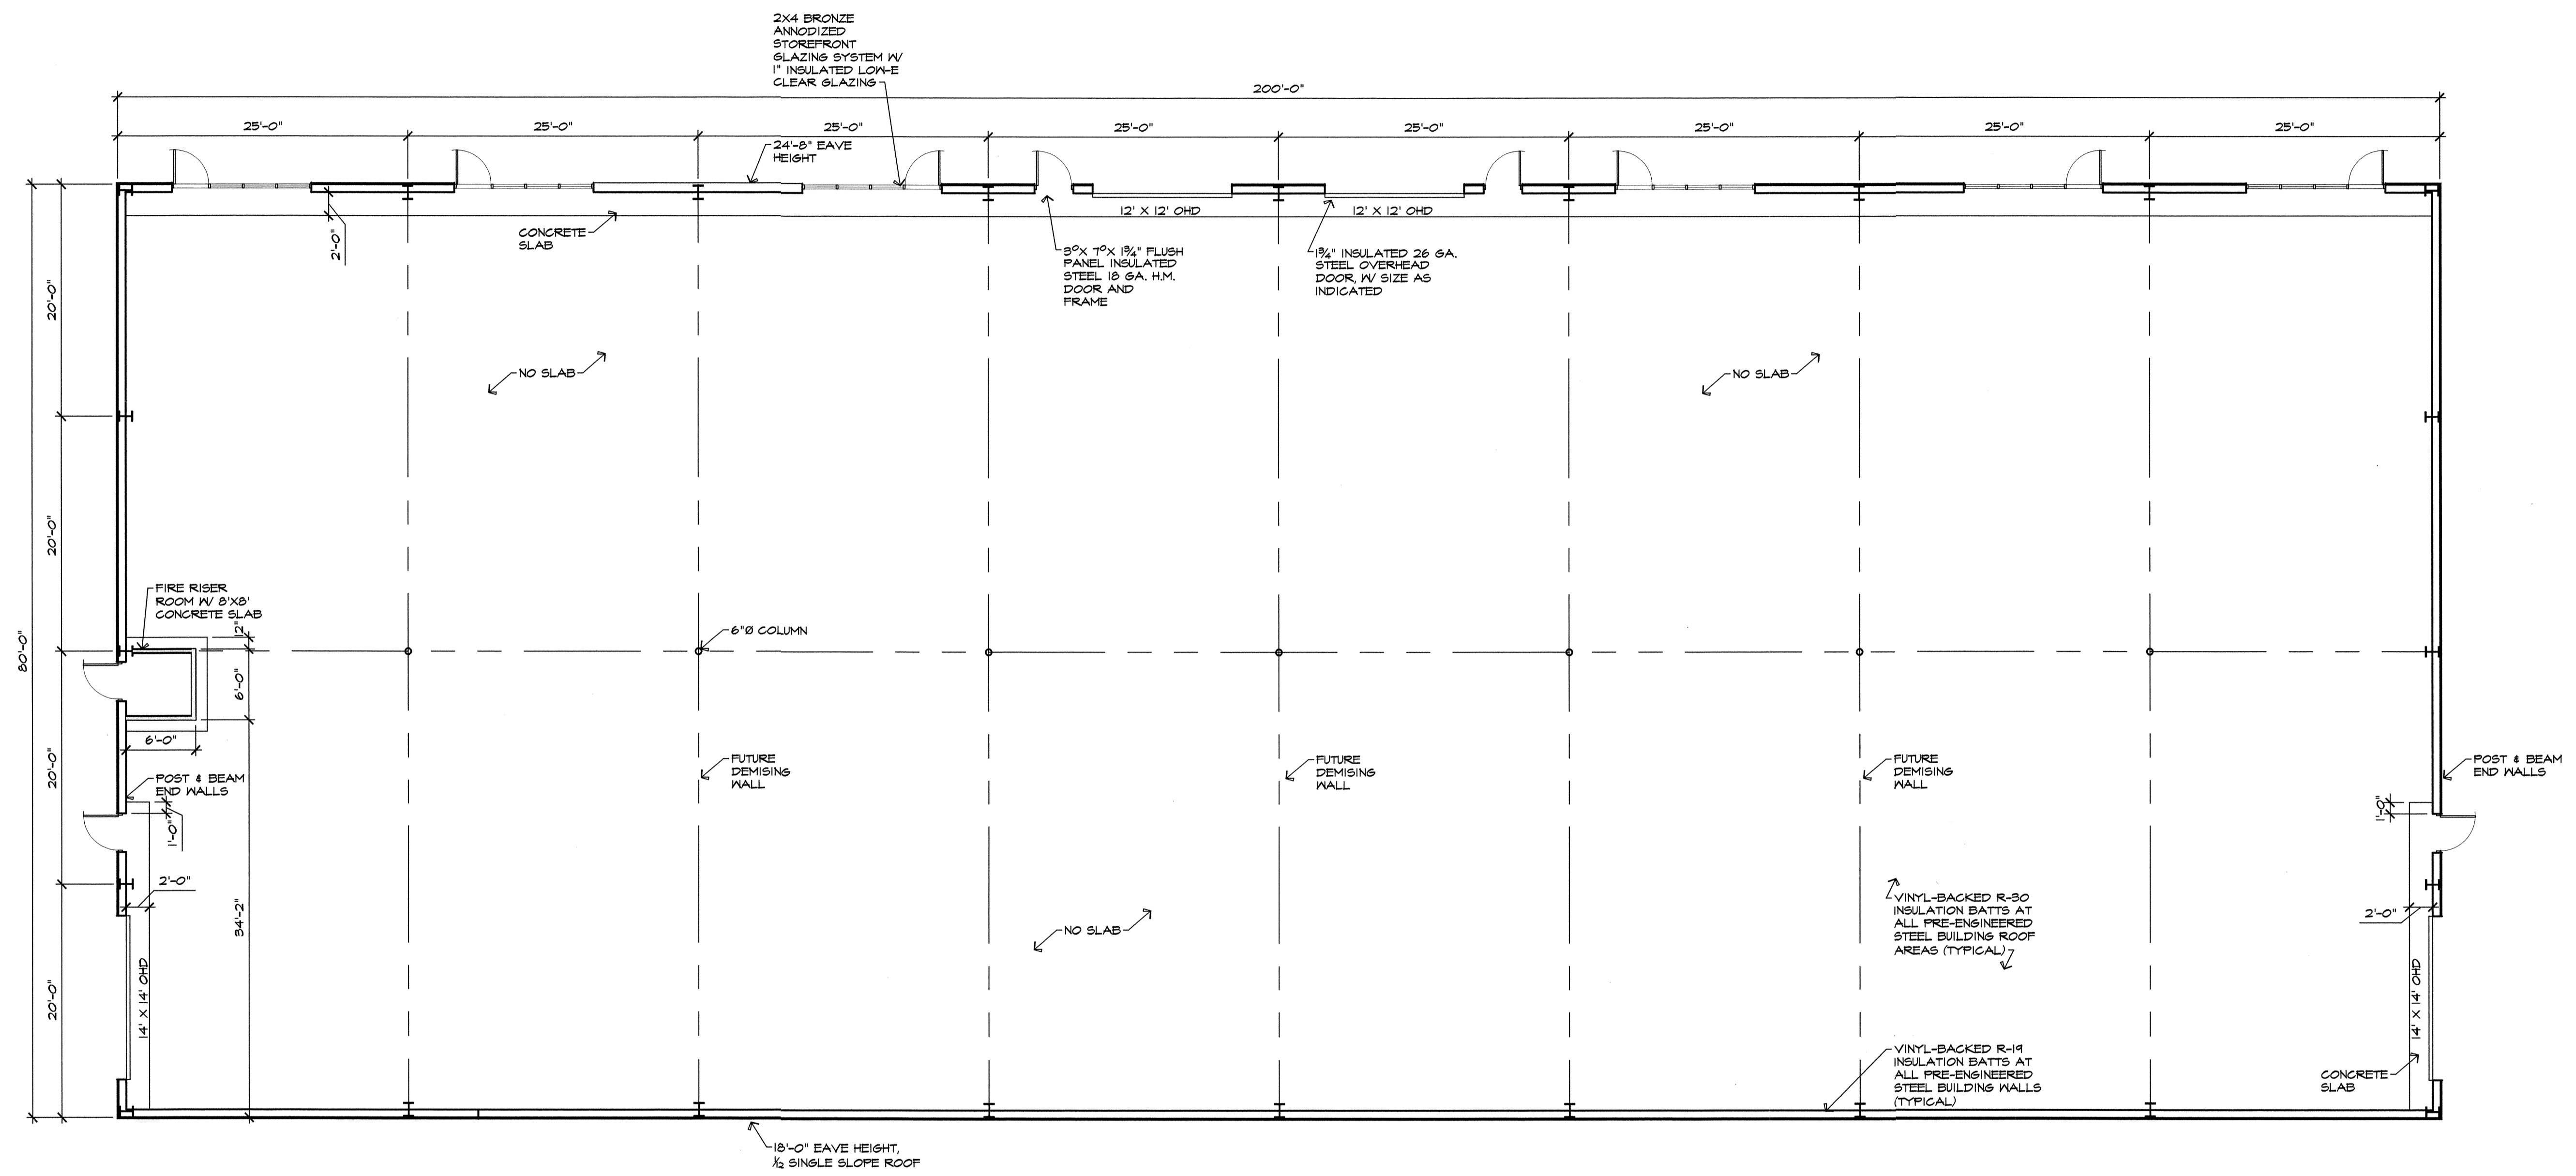 2X4 BRONZE
ANNODIZED
STOREFRONT
GLAZING SYSTEM W/
1" INSULATED LOW-E
CLEAR GLAZING
200'-0"
25'-0"
25'-0"
25'-0"
25'-0"
25'-0"
25'-0"
25'-0"
25'-0"
24'-8" EAVE
HEIGHT
12' X 12' OHD
12' X 12' OHD
2'-0"
CONCRETE
SLAB
3⁰X 7⁰X 1¾" FLUSH
PANEL INSULATED
STEEL 18 GA. H.M.
DOOR AND
FRAME
1¾" INSULATED 26 GA.
STEEL OVERHEAD
DOOR, W/ SIZE AS
INDICATED
20'-0"
NO SLAB
NO SLAB
20'-0"
80'-0"
FIRE RISER
ROOM W/ 8'X8'
CONCRETE SLAB
12"
6"Ø COLUMN
6'-0"
6'-0"
20'-0"
POST & BEAM
END WALLS
1'-0"
2'-0"
FUTURE
DEMISING
WALL
FUTURE
DEMISING
WALL
FUTURE
DEMISING
WALL
POST & BEAM
END WALLS
1'-0"
34'-2"
NO SLAB
VINYL-BACKED R-30
INSULATION BATTS AT
ALL PRE-ENGINEERED
STEEL BUILDING ROOF
AREAS (TYPICAL)
2'-0"
20'-0"
14' X 14' OHD
14' X 14' OHD
VINYL-BACKED R-19
INSULATION BATTS AT
ALL PRE-ENGINEERED
STEEL BUILDING WALLS
(TYPICAL)
CONCRETE
SLAB
18'-0" EAVE HEIGHT,
½ SINGLE SLOPE ROOF